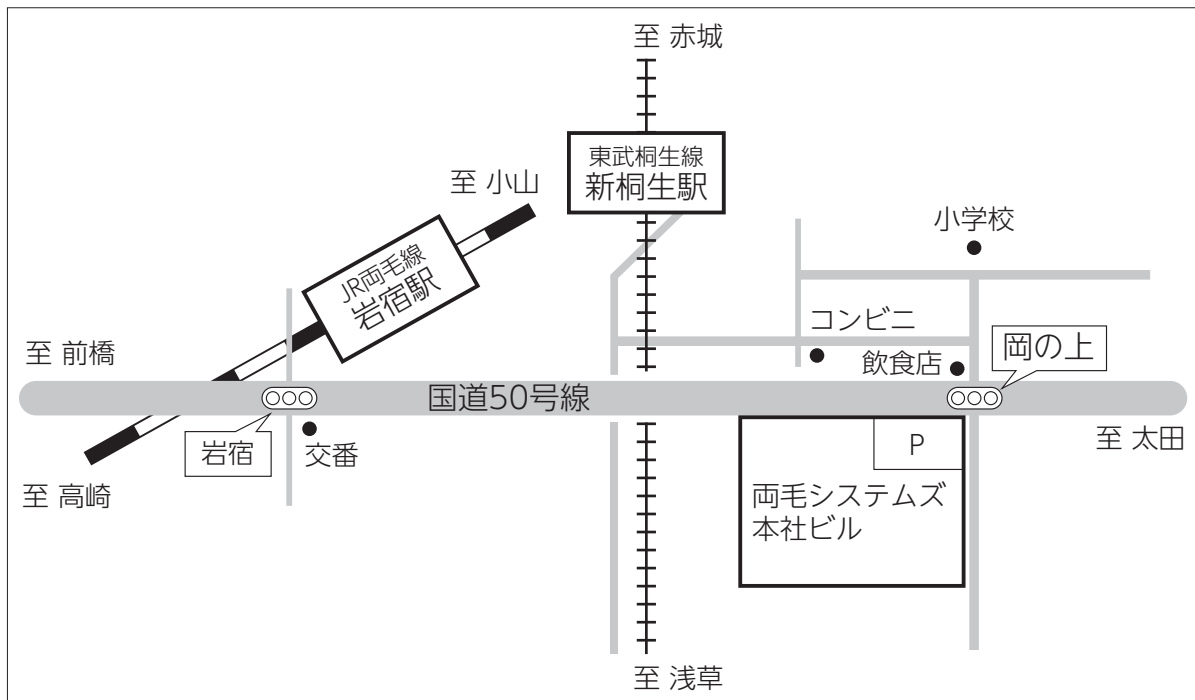 至 赤城
東武桐生線
新桐生駅
至 小山
JR両毛線
岩宿駅
小学校
コンビニ
岡の上
至 前橋
飲食店
国道50号線
岩宿
交番
至 太田
P
至 高崎
両毛システムズ
本社ビル
至 浅草